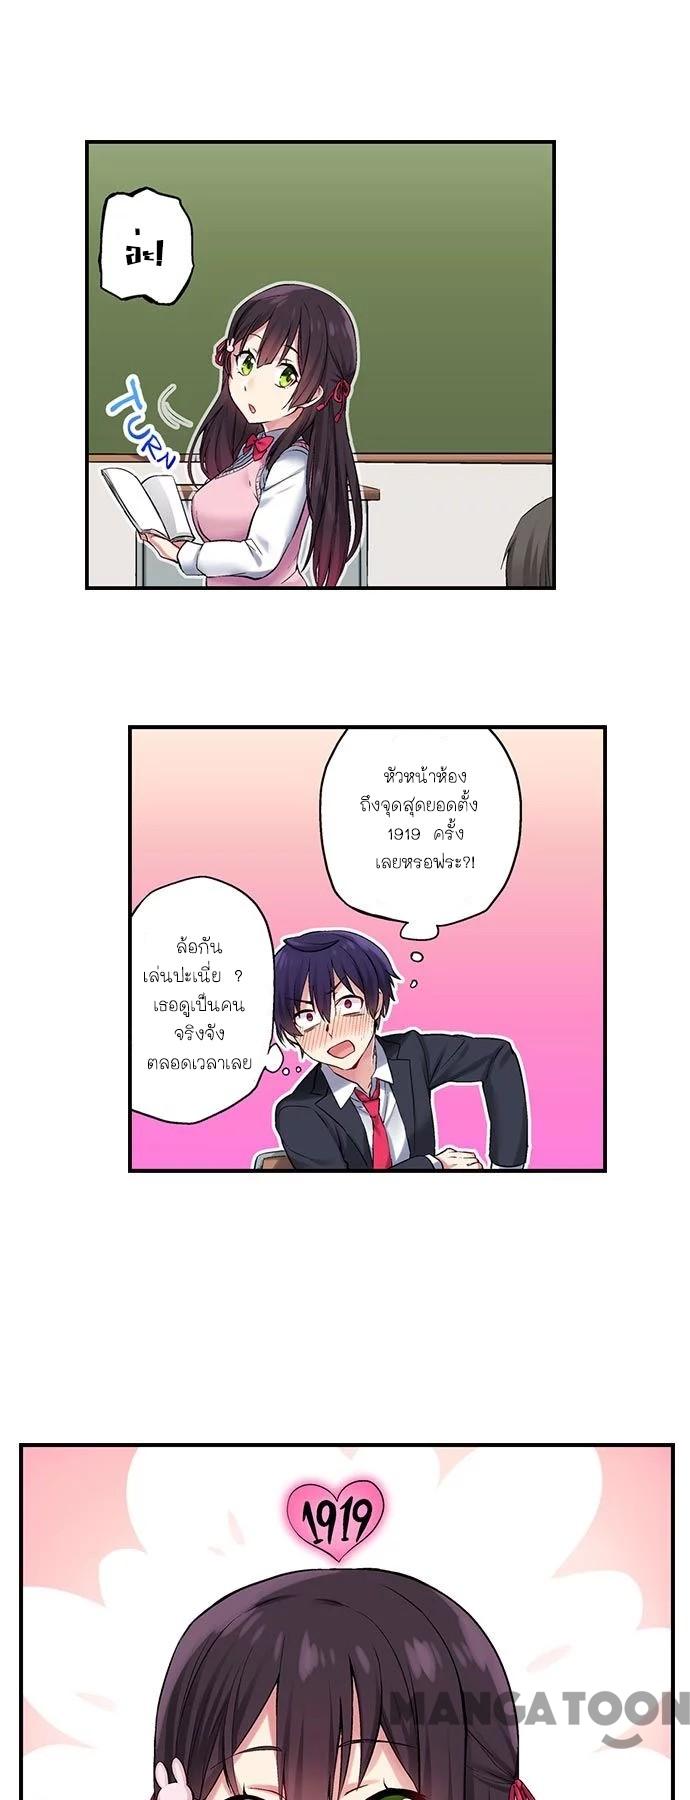 อ๊ะ!
TURN
หัวหน้าห้อง
ถึงจุดสุดยอดตั้ง
1919 ครั้ง
เลยหรอฟระ?!
ล้อกัน
เล่นปะเนี่ย ?
เธอดูเป็นคน
จริงจัง
ตลอดเวลาเลย
1919
MANGATOON